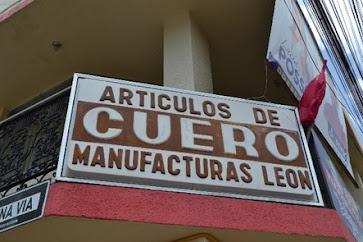 ARTICULOS DE
CUERO
MANUFACTURAS LEON
NA VIA